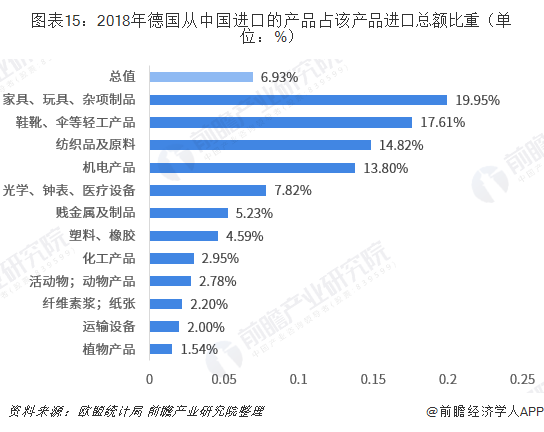 图表15：2018年德国从中国进口的产品占该产品进口总额比重（单
位：%）
总值 6.93%
家具、玩具、杂项制品 19.95%
鞋靴、伞等轻工产品 17.61%
纺织品及原料 14.82%
机电产品 13.80%
光学、钟表、医疗设备 7.82%
贱金属及制品 5.23%
塑料、橡胶 4.59%
化工产品 2.95%
活动物；动物产品 2.78%
纤维素浆；纸张 2.20%
运输设备 2.00%
植物产品 1.54%
0 0.05 0.1 0.15 0.2 0.25
资料来源：欧盟统计局 前瞻产业研究院整理
@前瞻经济学人APP
前瞻产业研究院